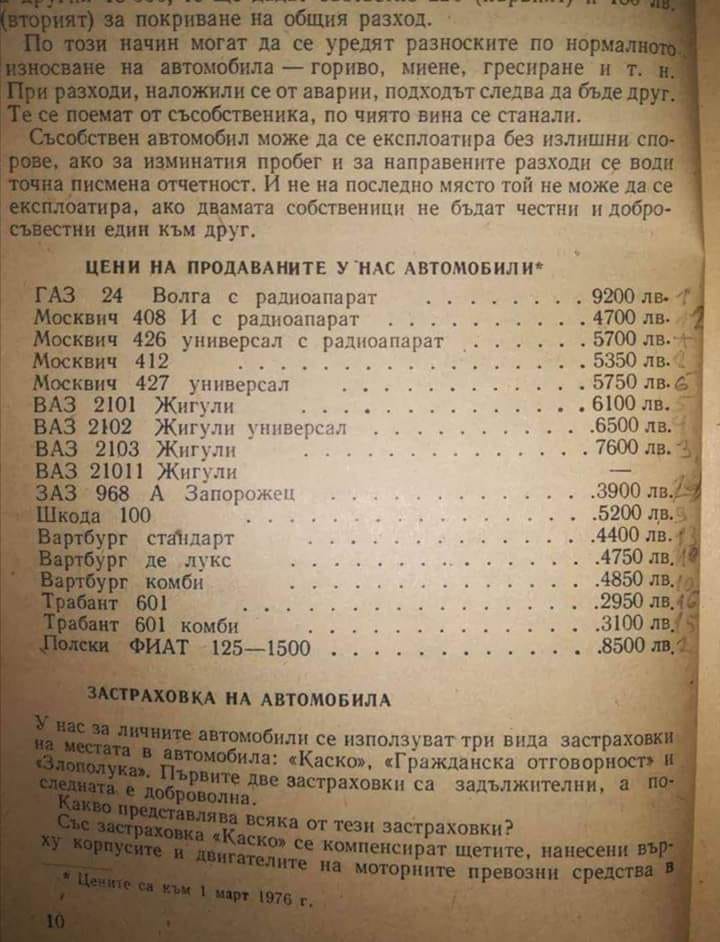 (вторият) за покриване на общия разход.
По този начин могат да се уредят разноските по нормалното
износване на автомобила — гориво, миене, гресиране и т. н.
При разходи, наложили се от аварии, подходът следва да бъде друг.
Те се поемат от съсобственика, по чиято вина се станали.
Съсобствен автомобил може да се експлоатира без излишни спо-
рове, ако за изминатия пробег и за направените разходи се води
точна писмена отчетност. И не на последно място той не може да се
експлоатира, ако двамата собственици не бъдат честни и добро-
съвестни един към друг.
ЦЕНИ НА ПРОДАВАНИТЕ У НАС АВТОМОБИЛИ*
ГАЗ 24 Волга с радиоапарат . . . . . . . 9200 лв.
Москвич 408 И с радиоапарат . . . . . . . 4700 лв.
Москвич 426 универсал с радиоапарат . . . . . 5700 лв.
Москвич 412 . . . . . . . . . . . . 5350 лв.
Москвич 427 универсал . . . . . . . . . 5750 лв.
ВАЗ 2101 Жигули . . . . . . . . . . 6100 лв.
ВАЗ 2102 Жигули универсал . . . . . . . .6500 лв.
ВАЗ 2103 Жигули . . . . . . . . . . 7600 лв.
ВАЗ 21011 Жигули —
ЗАЗ 968 А Запорожец . . . . . . . . .3900 лв.
Шкода 100 . . . . . . . . . . . .5200 лв.
Вартбург стандарт . . . . . . . . . .4400 лв.
Вартбург де лукс . . . . . . . . . .4750 лв.
Вартбург комби . . . . . . . . . . .4850 лв.
Трабант 601 . . . . . . . . . . . .2950 лв.
Трабант 601 комби . . . . . . . . . .3100 лв.
Полски ФИАТ 125—1500 . . . . . . . . .8500 лв.
ЗАСТРАХОВКА НА АВТОМОБИЛА
У нас за личните автомобили се използуват три вида застраховки
на местата в автомобила: «Каско», «Гражданска отговорност» и
«Злополука». Първите две застраховки са задължителни, а по-
следната е доброволна.
Какво представлява всяка от тези застраховки?
Със застраховка «Каско» се компенсират щетите, нанесени вър-
ху корпусите и двигателите на моторните превозни средства в
* Цените са към 1 март 1976 г.
10